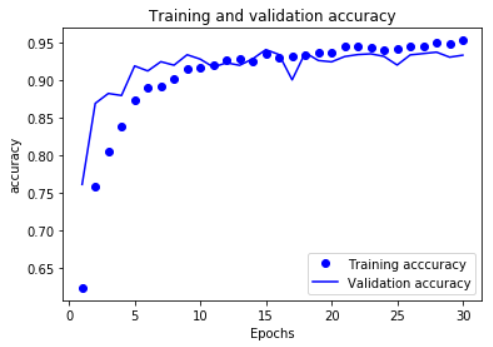 Training and validation accuracy
accuracy
0.95
0.90
0.85
0.80
0.75
0.70
0.65
Training acccuracy
Validation accuracy
0 5 10 15 20 25 30
Epochs